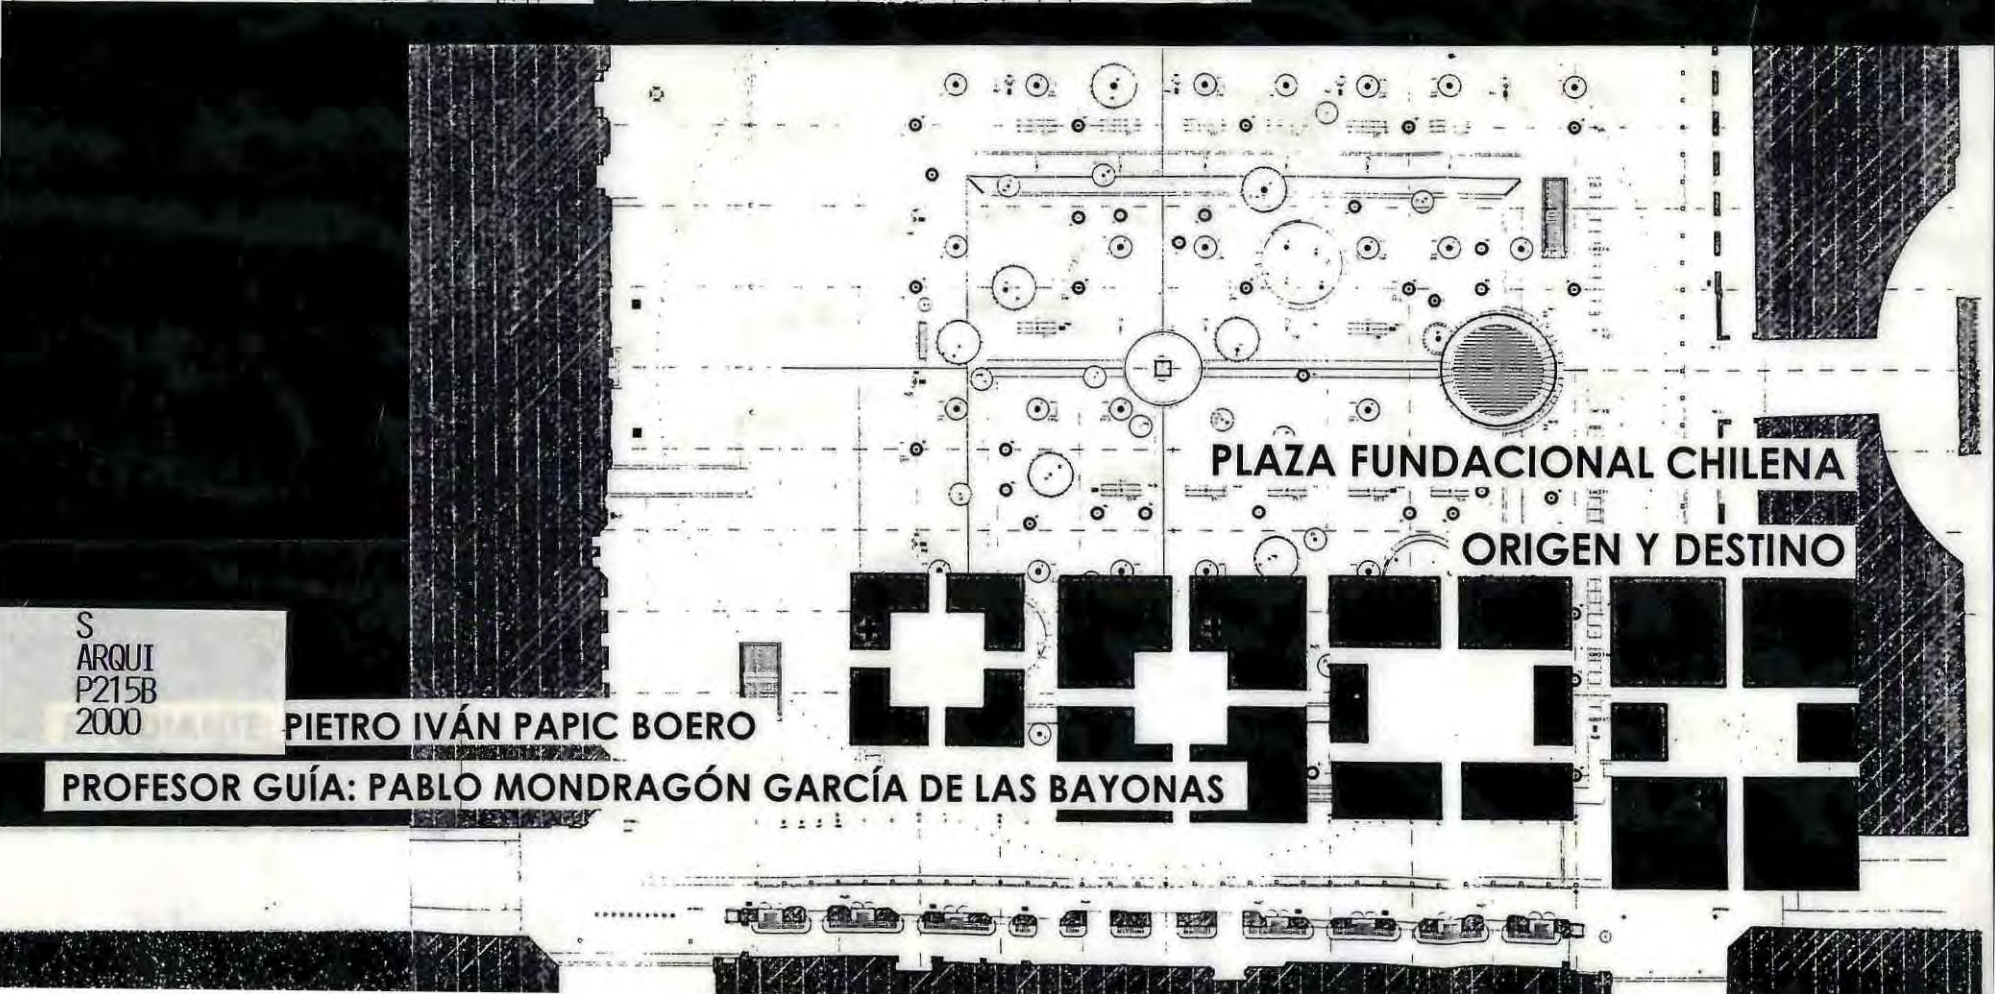 PLAZA FUNDACIONAL CHILENA
ORIGEN Y DESTINO
S
ARQUI
P215B
2000
PIETRO IVÁN PAPIC BOERO
PROFESOR GUÍA: PABLO MONDRAGÓN GARCÍA DE LAS BAYONAS